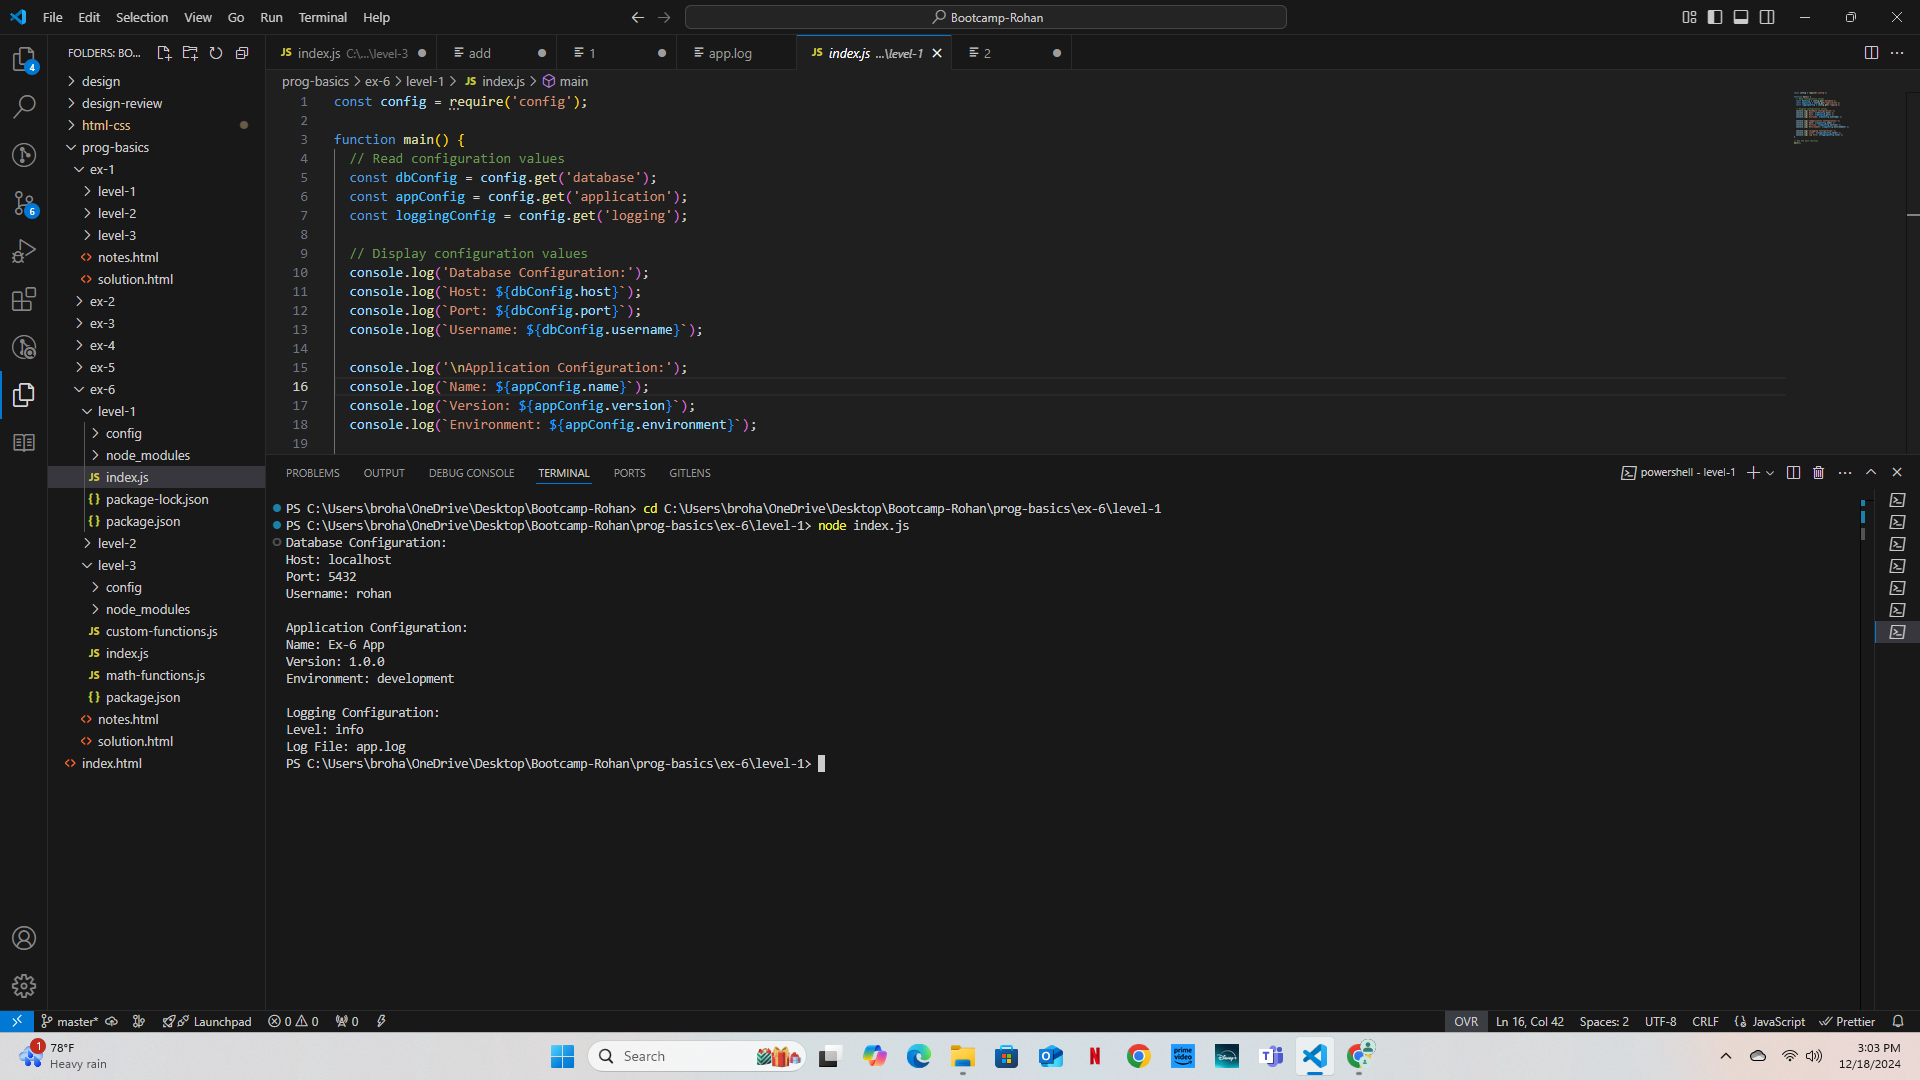 File Edit Selection View Go Run Terminal Help
Bootcamp-Rohan
FOLDERS: BO...
index.js C:\...\level-3
add
1
app.log
index.js ...\level-1
2
4
6
design
design-review
html-css
prog-basics
ex-1
level-1
level-2
level-3
notes.html
solution.html
ex-2
ex-3
ex-4
ex-5
ex-6
level-1
config
node_modules
JS index.js
{} package-lock.json
{} package.json
level-2
level-3
config
node_modules
JS custom-functions.js
JS index.js
JS math-functions.js
{} package.json
notes.html
solution.html
index.html
prog-basics > ex-6 > level-1 > JS index.js > main
1 const config = require('config');
2
3 function main() {
4 // Read configuration values
5 const dbConfig = config.get('database');
6 const appConfig = config.get('application');
7 const loggingConfig = config.get('logging');
8
9 // Display configuration values
10 console.log('Database Configuration:');
11 console.log(`Host: ${dbConfig.host}`);
12 console.log(`Port: ${dbConfig.port}`);
13 console.log(`Username: ${dbConfig.username}`);
14
15 console.log('\nApplication Configuration:');
16 console.log(`Name: ${appConfig.name}`);
17 console.log(`Version: ${appConfig.version}`);
18 console.log(`Environment: ${appConfig.environment}`);
19
PROBLEMS OUTPUT DEBUG CONSOLE TERMINAL PORTS GITLENS
powershell - level-1
PS C:\Users\broha\OneDrive\Desktop\Bootcamp-Rohan> cd C:\Users\broha\OneDrive\Desktop\Bootcamp-Rohan\prog-basics\ex-6\level-1
PS C:\Users\broha\OneDrive\Desktop\Bootcamp-Rohan\prog-basics\ex-6\level-1> node index.js
Database Configuration:
Host: localhost
Port: 5432
Username: rohan
Application Configuration:
Name: Ex-6 App
Version: 1.0.0
Environment: development
Logging Configuration:
Level: info
Log File: app.log
PS C:\Users\broha\OneDrive\Desktop\Bootcamp-Rohan\prog-basics\ex-6\level-1>
master* Launchpad 0 0 0
OVR Ln 16, Col 42 Spaces: 2 UTF-8 CRLF {} JavaScript Prettier
1
78°F
Heavy rain
Search
prime video
Disney+
3:03 PM
12/18/2024